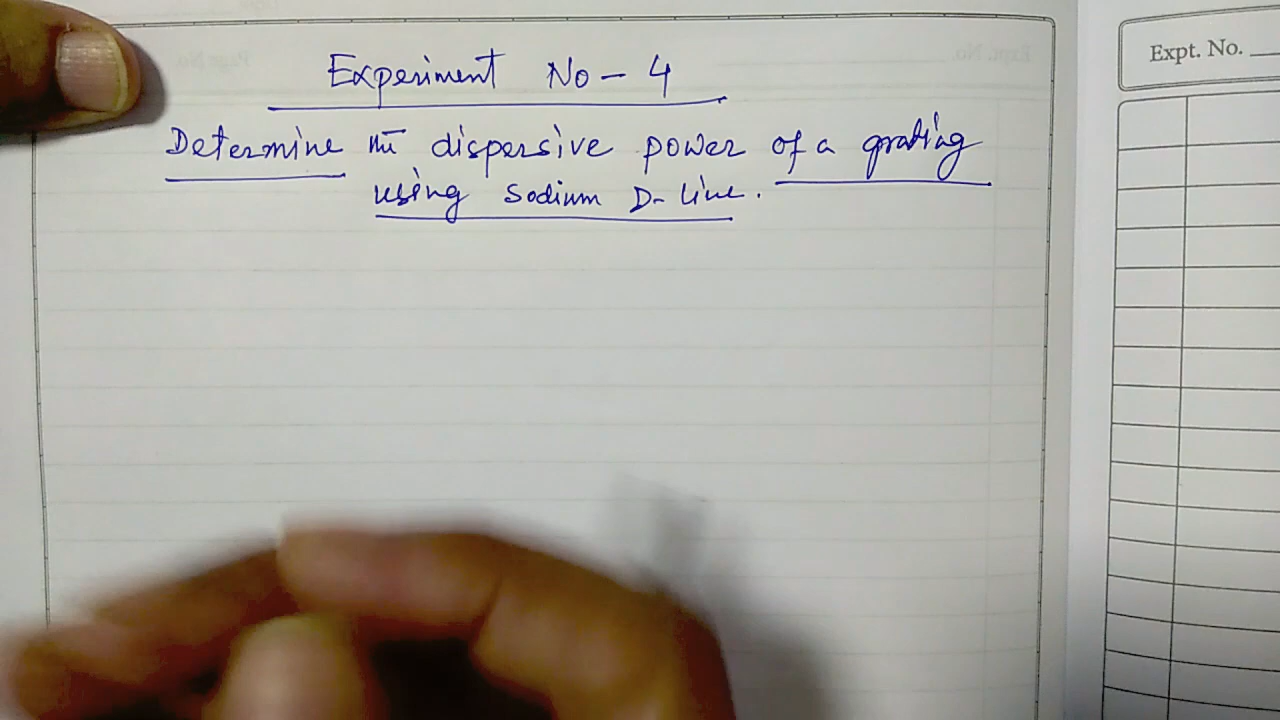 Experiment No - 4
Determine the dispersive power of a grating
using sodium D-line.
Expt. No.